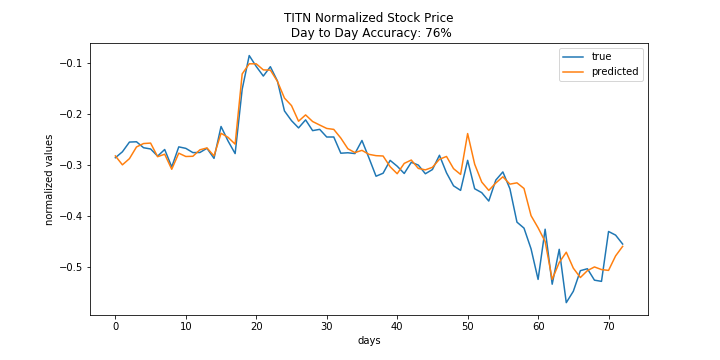 TITN Normalized Stock Price
Day to Day Accuracy: 76%
true
predicted
normalized values
−0.1
−0.2
−0.3
−0.4
−0.5
0 10 20 30 40 50 60 70
days